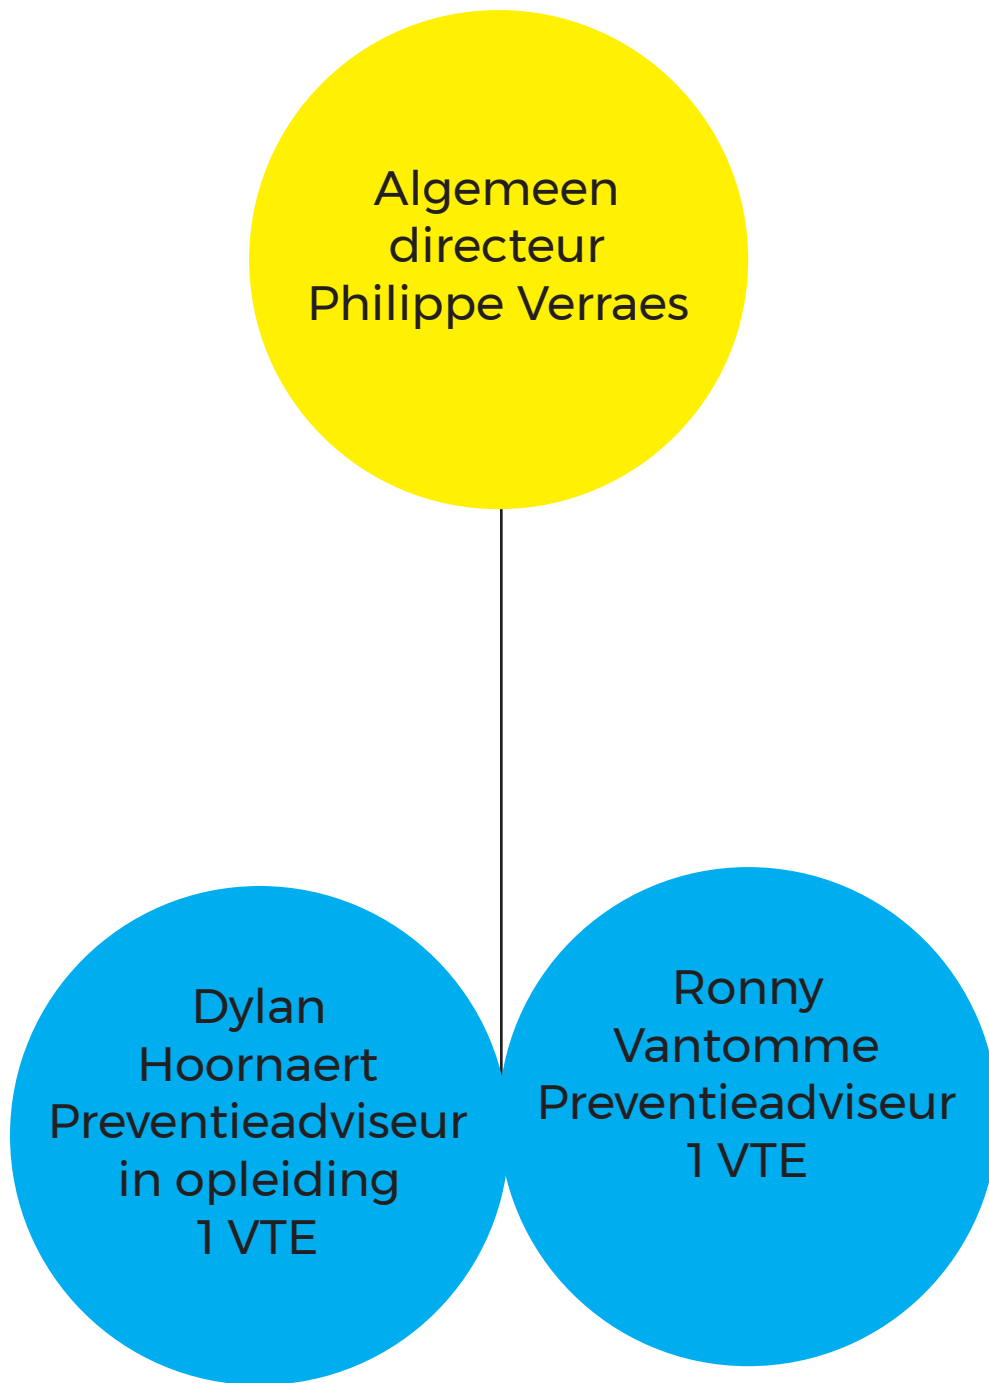 Algemeen
directeur
Philippe Verraes
Dylan
Hoornaert
Preventieadviseur
in opleiding
1 VTE
Ronny
Vantomme
Preventieadviseur
1 VTE